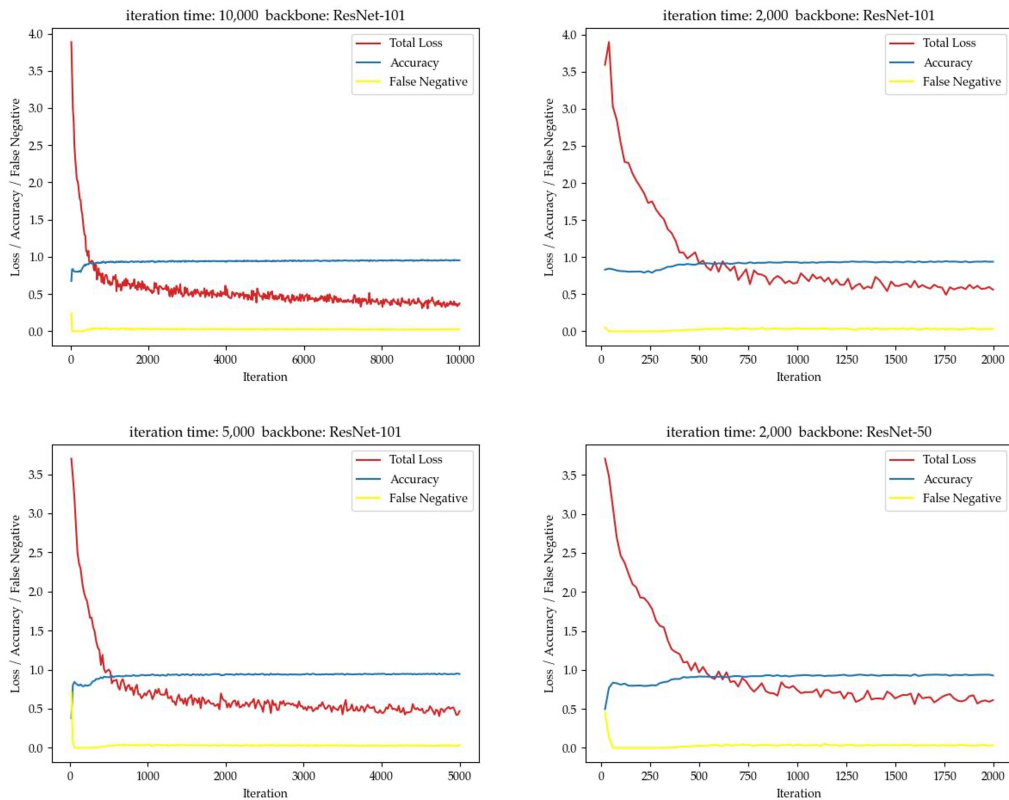 iteration time: 10,000 backbone: ResNet-101
Total Loss
Accuracy
False Negative
Loss / Accuracy / False Negative
4.0
3.5
3.0
2.5
2.0
1.5
1.0
0.5
0.0
0 2000 4000 6000 8000 10000
Iteration
iteration time: 2,000 backbone: ResNet-101
Total Loss
Accuracy
False Negative
Loss / Accuracy / False Negative
4.0
3.5
3.0
2.5
2.0
1.5
1.0
0.5
0.0
0 250 500 750 1000 1250 1500 1750 2000
Iteration
iteration time: 5,000 backbone: ResNet-101
Total Loss
Accuracy
False Negative
Loss / Accuracy / False Negative
3.5
3.0
2.5
2.0
1.5
1.0
0.5
0.0
0 1000 2000 3000 4000 5000
Iteration
iteration time: 2,000 backbone: ResNet-50
Total Loss
Accuracy
False Negative
Loss / Accuracy / False Negative
3.5
3.0
2.5
2.0
1.5
1.0
0.5
0.0
0 250 500 750 1000 1250 1500 1750 2000
Iteration